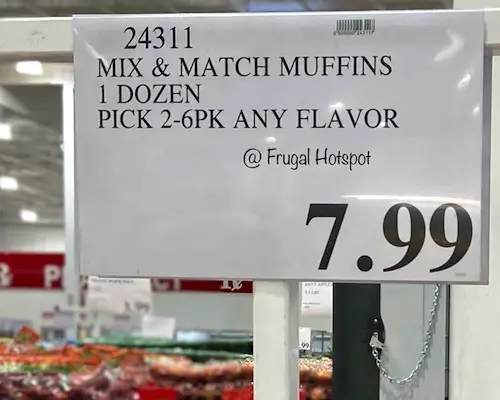 24311
MIX & MATCH MUFFINS
1 DOZEN
PICK 2-6PK ANY FLAVOR
@ Frugal Hotspot
7.99